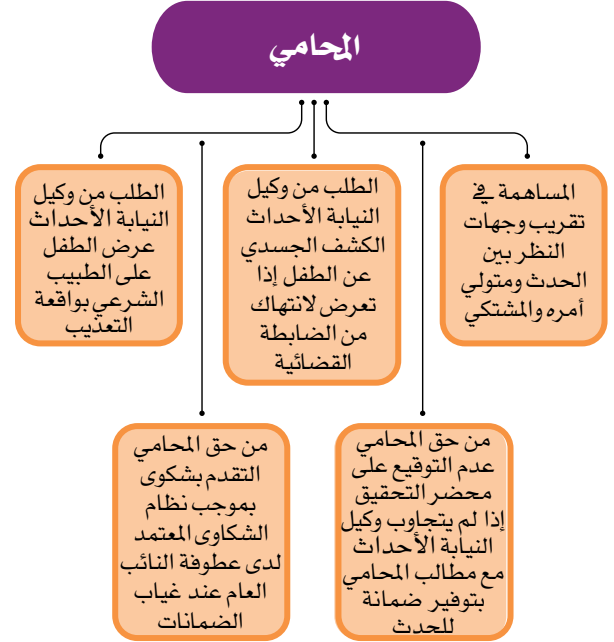 المحامي
المساهمة في
تقريب وجهات
النظر بين
الحدث ومتولي
أمره والمشتكي
الطلب من وكيل
النيابة الأحداث
الكشف الجسدي
عن الطفل إذا
تعرض لانتهاك
من الضابطة
القضائية
الطلب من وكيل
النيابة الأحداث
عرض الطفل
على الطبيب
الشرعي بواقعة
التعذيب
من حق المحامي
عدم التوقيع على
محضر التحقيق
إذا لم يتجاوب وكيل
النيابة الأحداث
مع مطالب المحامي
بتوفير ضمانة
للحدث
من حق المحامي
التقدم بشكوى
بموجب نظام
الشكاوى المعتمد
لدى عطوفة النائب
العام عند غياب
الضمانات